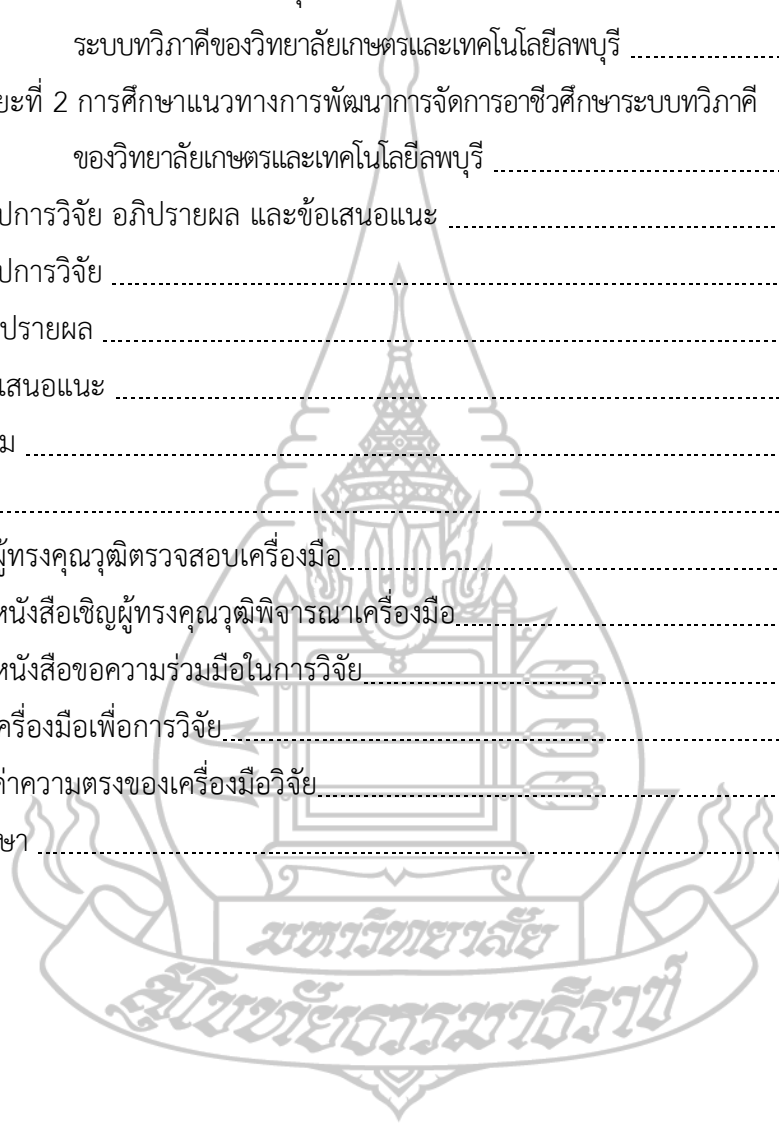 ระบบทวิภาคีของวิทยาลัยเกษตรและเทคโนโลยีลพบุรี
ยะที่ 2 การศึกษาแนวทางการพัฒนาการจัดการอาชีวศึกษาระบบทวิภาคี
ของวิทยาลัยเกษตรและเทคโนโลยีลพบุรี
ปการวิจัย อภิปรายผล และข้อเสนอแนะ
ปการวิจัย
ปรายผล
เสนอแนะ
ม
ผู้ทรงคุณวุฒิตรวจสอบเครื่องมือ
หนังสือเชิญผู้ทรงคุณวุฒิพิจารณาเครื่องมือ
หนังสือขอความร่วมมือในการวิจัย
ครื่องมือเพื่อการวิจัย
ค่าความตรงของเครื่องมือวิจัย
ษา
มหาวิทยาลัย
สุโขทัยธรรมาธิราช